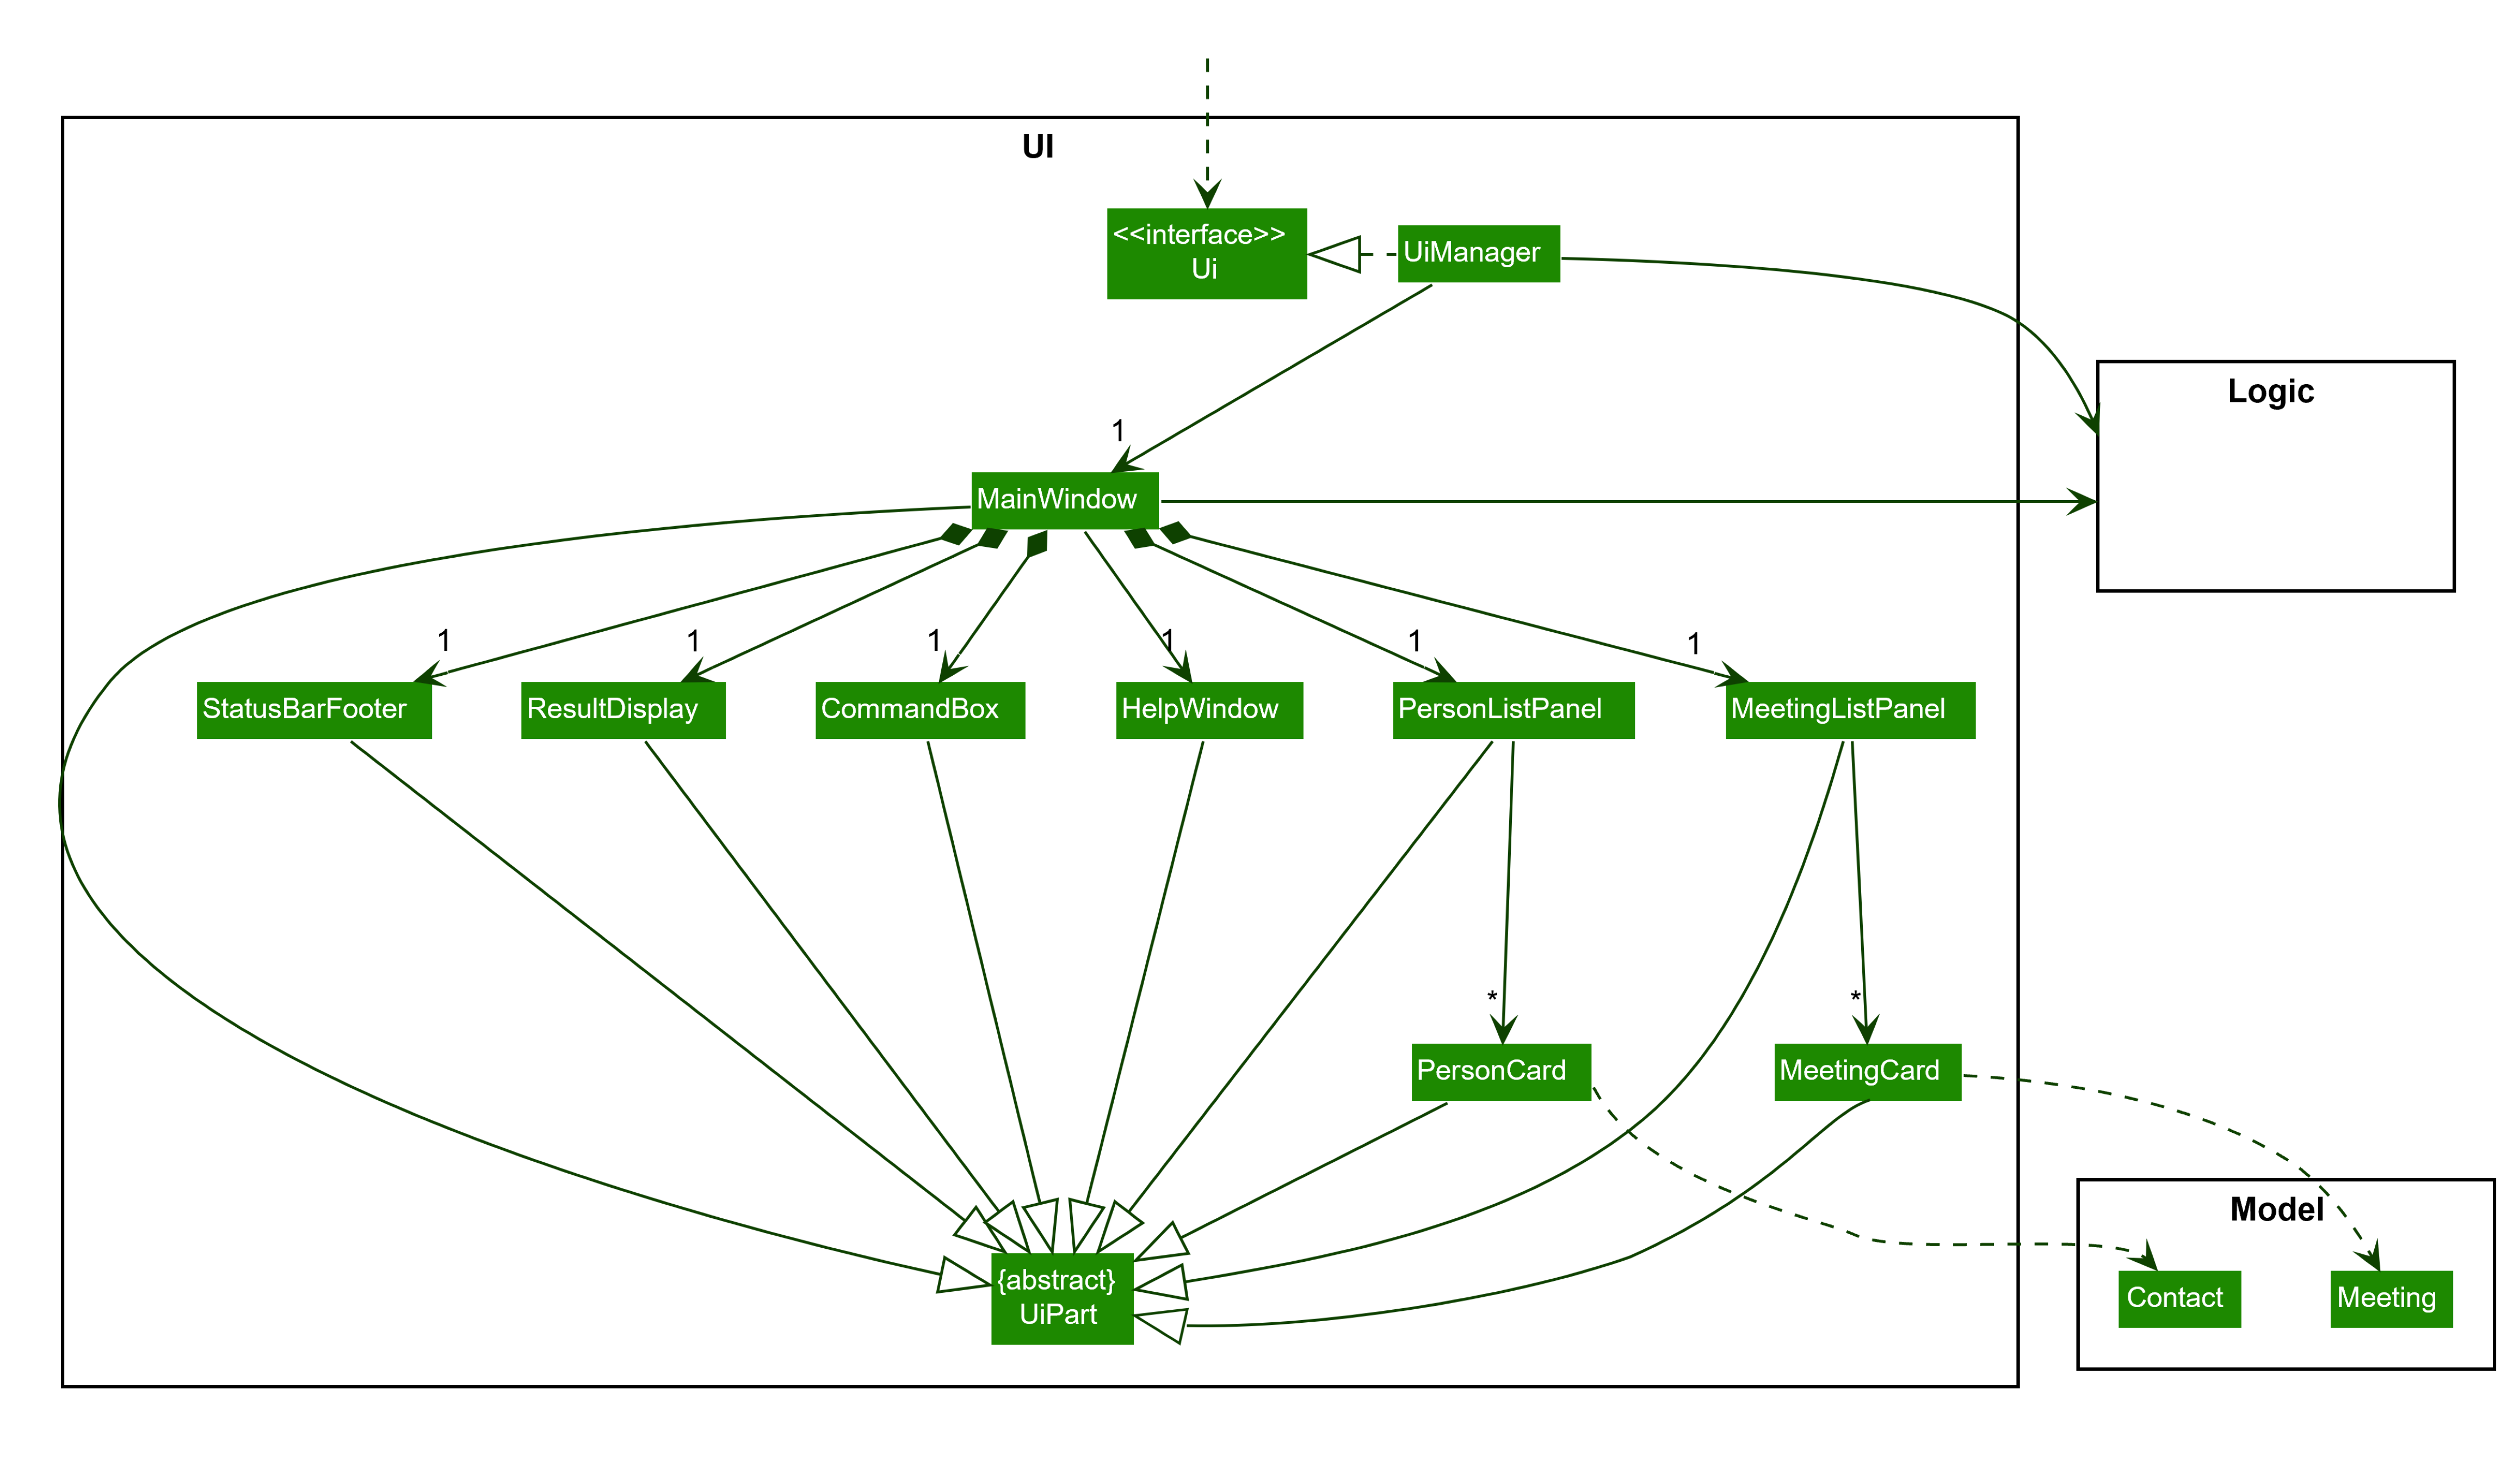 UI
<<interface>>
Ui
UiManager
Logic
1
MainWindow
1
1
1
1
1
1
StatusBarFooter
ResultDisplay
CommandBox
HelpWindow
PersonListPanel
MeetingListPanel
*
*
PersonCard
MeetingCard
Model
{abstract}
UiPart
Contact
Meeting